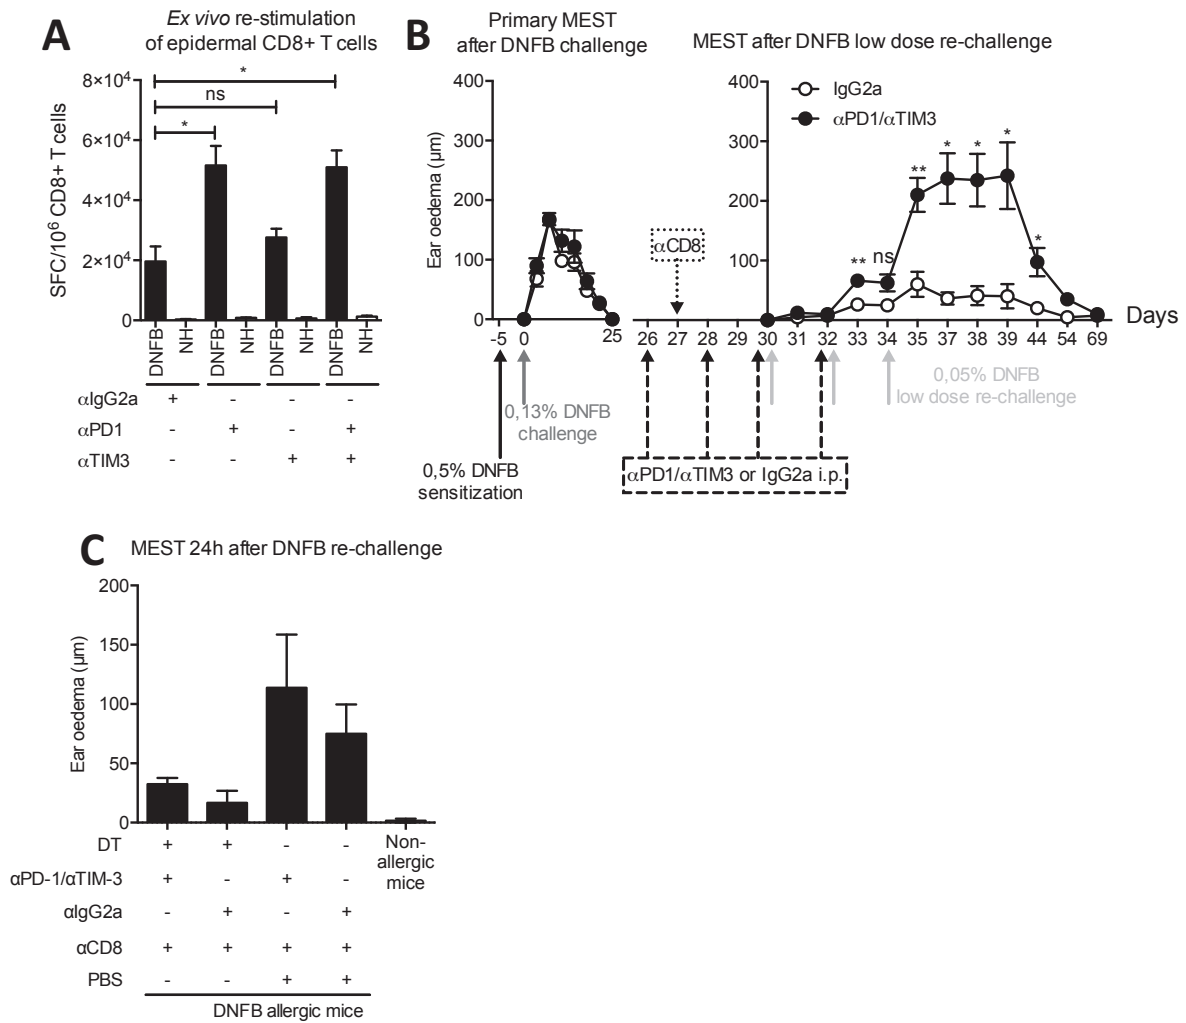 A
Ex vivo re-stimulation
of epidermal CD8+ T cells
SFC/10⁶ CD8+ T cells
8×10⁴
6×10⁴
4×10⁴
2×10⁴
0
*
ns
*
DNFB
NH
DNFB
NH
DNFB
NH
DNFB
NH
αIgG2a + - - -
αPD1 - + - +
αTIM3 - - + +
B
Primary MEST
after DNFB challenge
Ear oedema (µm)
400
300
200
100
0
-5 0 25
MEST after DNFB low dose re-challenge
IgG2a
αPD1/αTIM3
400
300
200
100
αCD8
** ns ** * * * *
26 27 28 29 30 31 32 33 34 35 37 38 39 44 54 69
Days
0,13% DNFB
challenge
0,5% DNFB
sensitization
αPD1/αTIM3 or IgG2a i.p.
0,05% DNFB
low dose re-challenge
C
MEST 24h after DNFB re-challenge
Ear oedema (µm)
200
150
100
50
0
DT + + - -
αPD-1/αTIM-3 + - + -
αIgG2a - + - +
αCD8 + + + +
PBS - - + +
Non-
allergic
mice
DNFB allergic mice